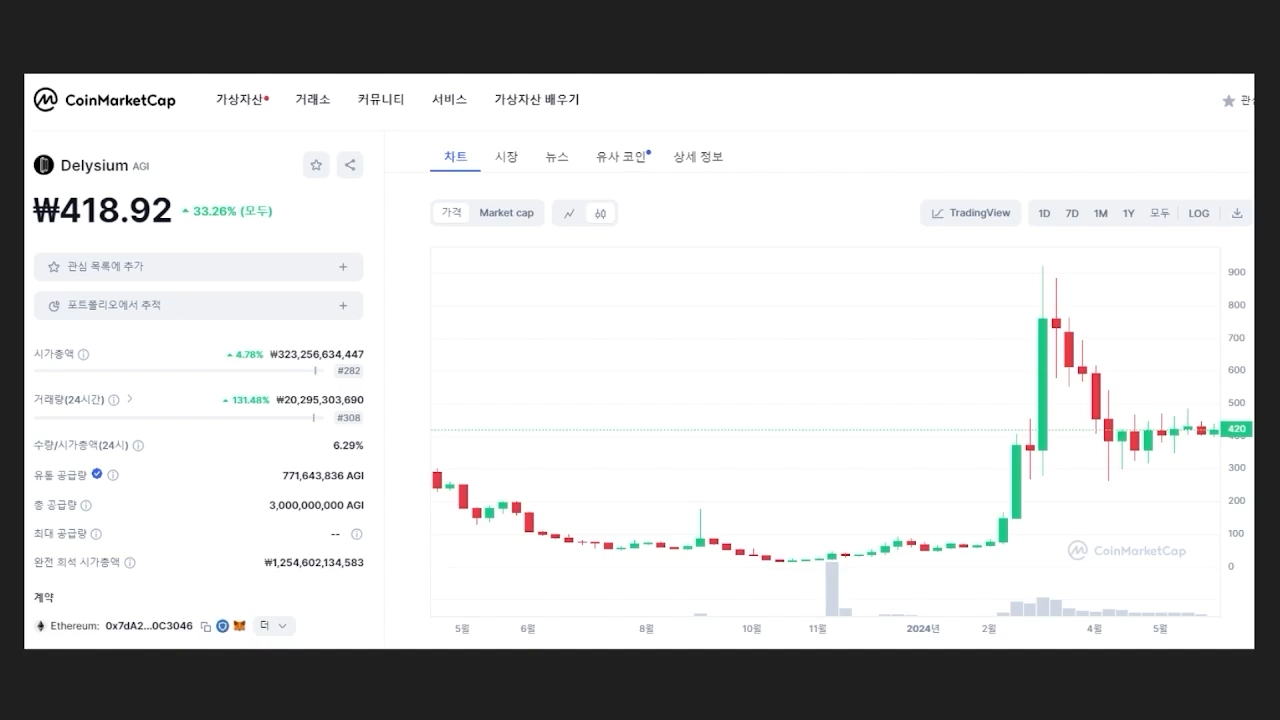 CoinMarketCap 가상자산 거래소 커뮤니티 서비스 가상자산 배우기
Delysium AGI
₩418.92 33.26% (모두)
관심 목록에 추가 +
포트폴리오에서 추적 +
시가총액 4.78% ₩323,256,634,447
#282
거래량(24시간) 131.48% ₩20,295,303,690
#308
수량/시가총액(24시) 6.29%
유통 공급량 771,643,836 AGI
총 공급량 3,000,000,000 AGI
최대 공급량 --
완전 희석 시가총액 ₩1,254,602,134,583
계약
Ethereum: 0x7dA2...0C3046 더
차트 시장 뉴스 유사 코인 상세 정보
가격 Market cap TradingView 1D 7D 1M 1Y 모두 LOG
900
800
700
600
500
420
300
200
100
0
CoinMarketCap
5월 6월 8월 10월 11월 2024년 2월 4월 5월